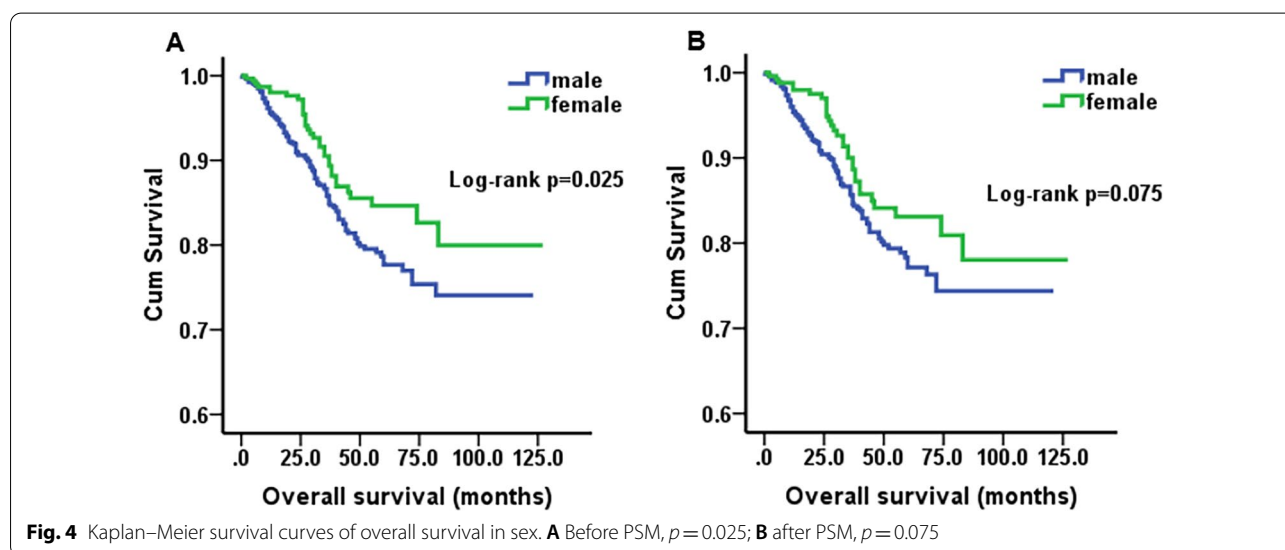 A
B
male
female
male
female
Log-rank p=0.025
Log-rank p=0.075
Cum Survival
1.0
0.9
0.8
0.7
0.6
.0 25.0 50.0 75.0 100.0 125.0
Overall survival (months)
Cum Survival
1.0
0.9
0.8
0.7
0.6
.0 25.0 50.0 75.0 100.0 125.0
Overall survival (months)
Fig. 4 Kaplan–Meier survival curves of overall survival in sex. A Before PSM, p = 0.025; B after PSM, p = 0.075